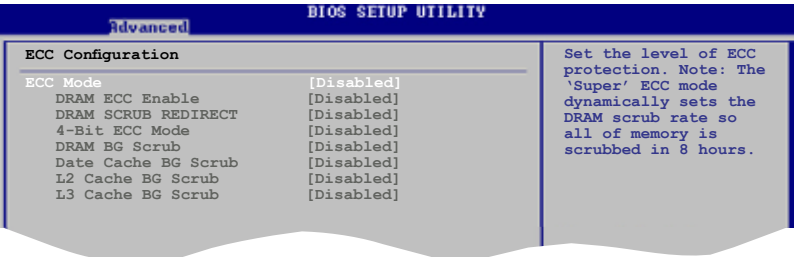 BIOS SETUP UTILITY
Advanced
ECC Configuration
ECC Mode [Disabled]
DRAM ECC Enable [Disabled]
DRAM SCRUB REDIRECT [Disabled]
4-Bit ECC Mode [Disabled]
DRAM BG Scrub [Disabled]
Date Cache BG Scrub [Disabled]
L2 Cache BG Scrub [Disabled]
L3 Cache BG Scrub [Disabled]
Set the level of ECC
protection. Note: The
‘Super’ ECC mode
dynamically sets the
DRAM scrub rate so
all of memory is
scrubbed in 8 hours.